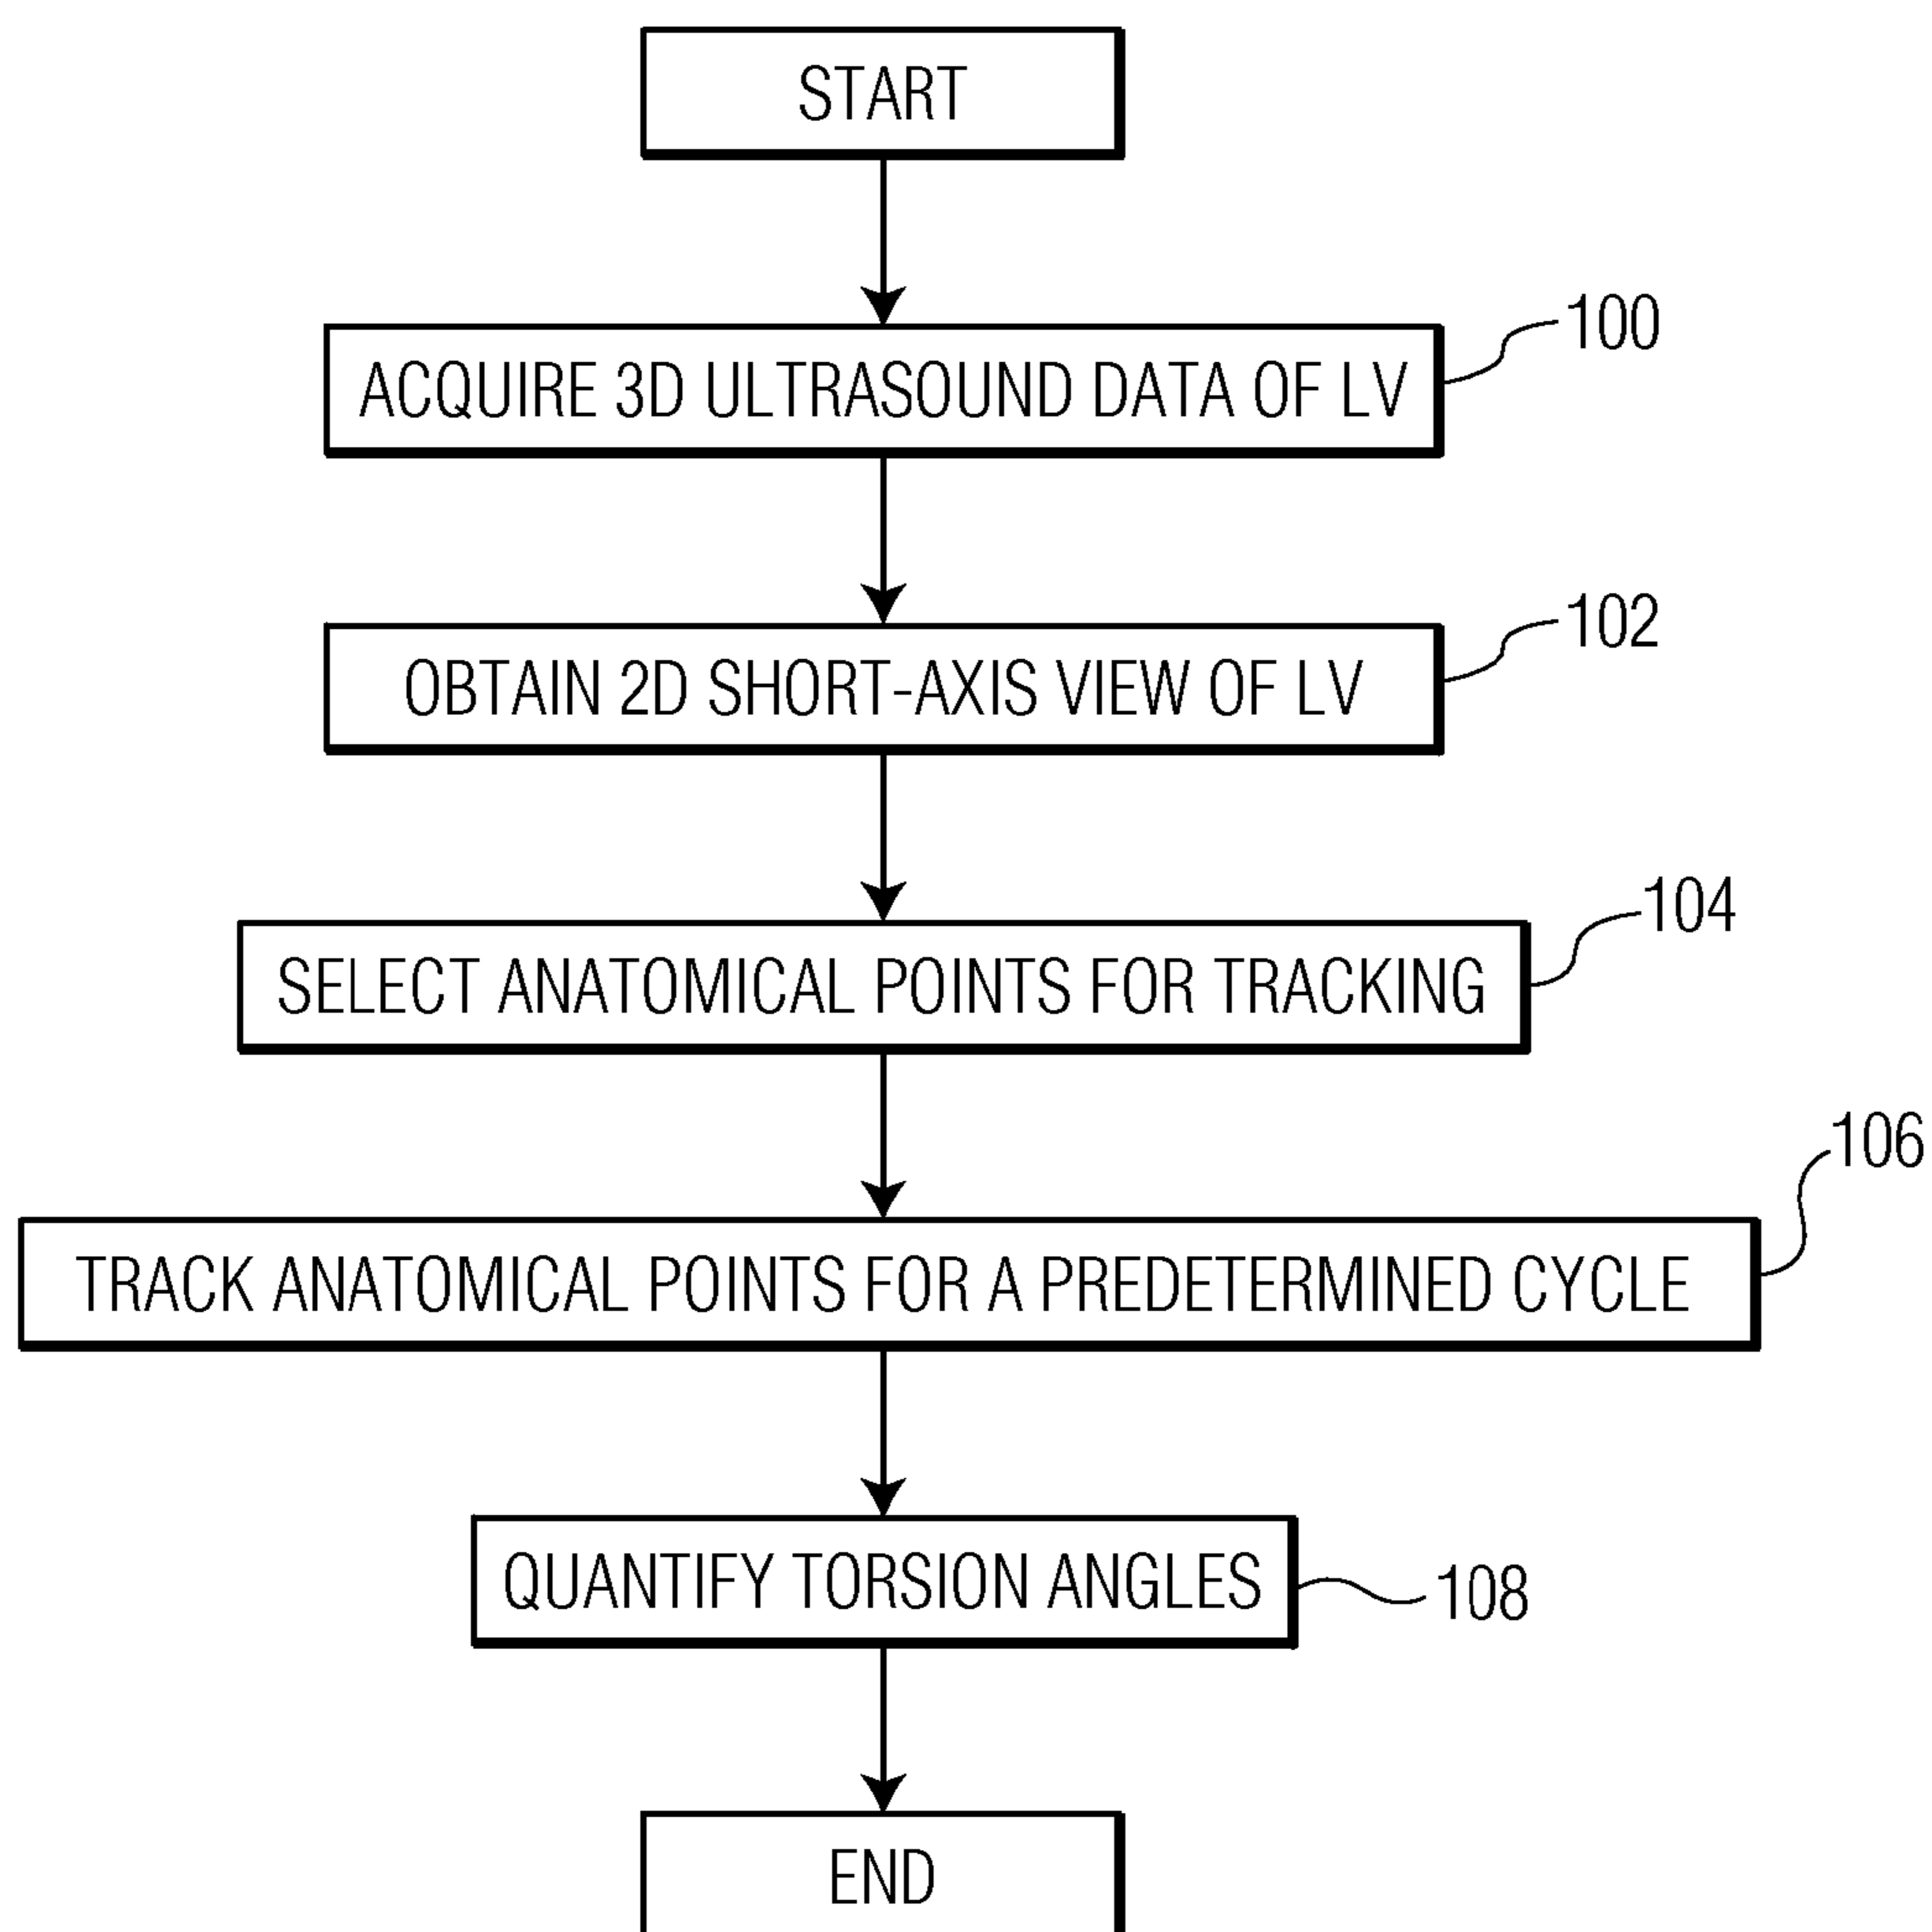 START
ACQUIRE 3D ULTRASOUND DATA OF LV
100
OBTAIN 2D SHORT-AXIS VIEW OF LV
102
SELECT ANATOMICAL POINTS FOR TRACKING
104
TRACK ANATOMICAL POINTS FOR A PREDETERMINED CYCLE
106
QUANTIFY TORSION ANGLES
108
END